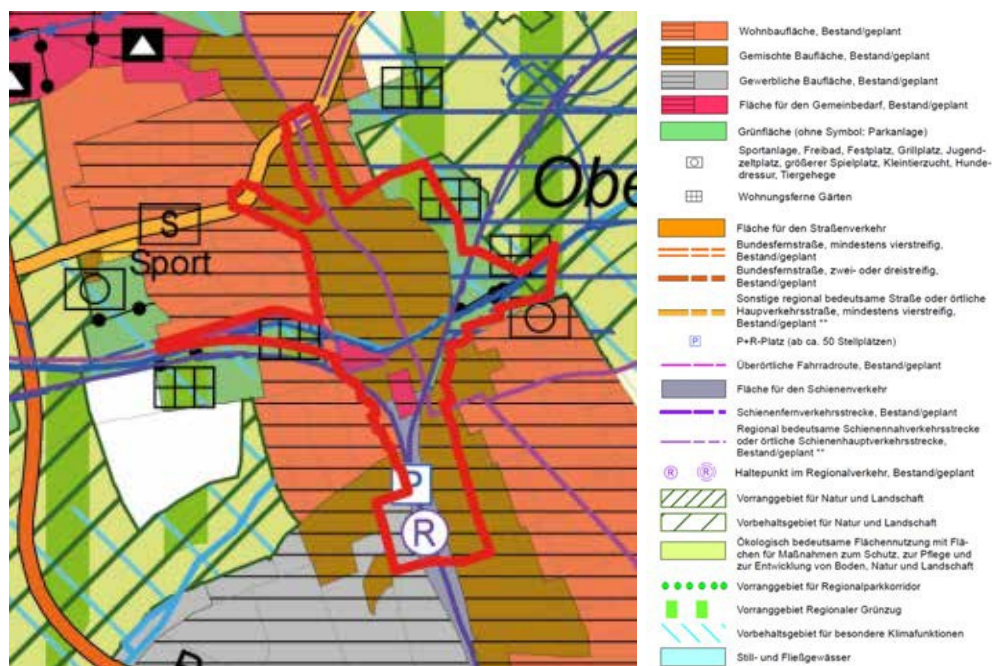 Obe
S
Sport
P
R
Wohnbaufläche, Bestand/geplant
Gemischte Baufläche, Bestand/geplant
Gewerbliche Baufläche, Bestand/geplant
Fläche für den Gemeinbedarf, Bestand/geplant
Grünfläche (ohne Symbol: Parkanlage)
Sportanlage, Freibad, Festplatz, Grillplatz, Jugend-
zeltplatz, größerer Spielplatz, Kleintierzucht, Hunde-
dressur, Tiergehege
Wohnungsferne Gärten
Fläche für den Straßenverkehr
Bundesfernstraße, mindestens vierstreifig,
Bestand/geplant
Bundesfernstraße, zwei- oder dreistreifig,
Bestand/geplant
Sonstige regional bedeutsame Straße oder örtliche
Haupverkehrsstraße, mindestens vierstreifig,
Bestand/geplant **
P
P+R-Platz (ab ca. 50 Stellplätzen)
Überörtliche Fahrradroute, Bestand/geplant
Fläche für den Schienenverkehr
Schienenfernverkehrsstrecke, Bestand/geplant
Regional bedeutsame Schienennahverkehrsstrecke
oder örtliche Schienenhauptverkehrsstrecke,
Bestand/geplant **
R R Haltepunkt im Regionalverkehr, Bestand/geplant
Vorranggebiet für Natur und Landschaft
Vorbehaltsgebiet für Natur und Landschaft
Ökologisch bedeutsame Flächennutzung mit Flä-
chen für Maßnahmen zum Schutz, zur Pflege und
zur Entwicklung von Boden, Natur und Landschaft
Vorranggebiet für Regionalparkkorridor
Vorranggebiet Regionaler Grünzug
Vorbehaltsgebiet für besondere Klimafunktionen
Still- und Fließgewässer